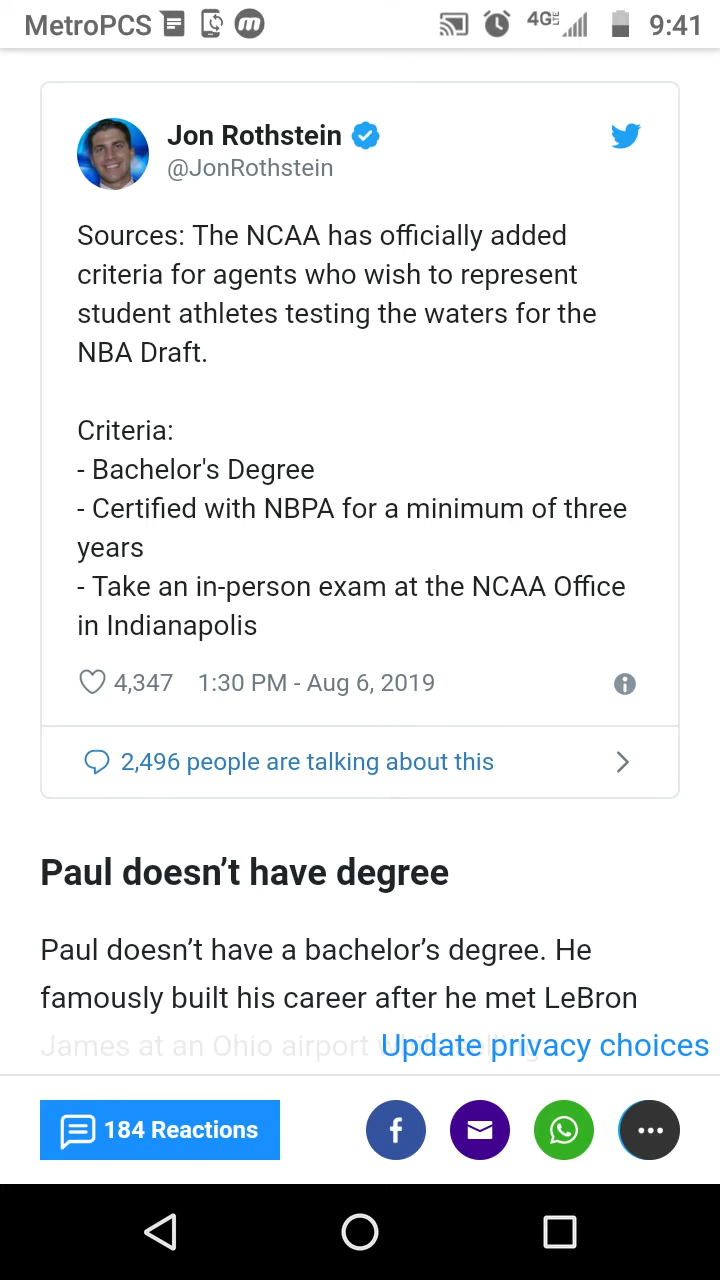 MetroPCS
4G LTE
9:41
Jon Rothstein
@JonRothstein
Sources: The NCAA has officially added
criteria for agents who wish to represent
student athletes testing the waters for the
NBA Draft.
Criteria:
- Bachelor's Degree
- Certified with NBPA for a minimum of three
years
- Take an in-person exam at the NCAA Office
in Indianapolis
4,347 1:30 PM - Aug 6, 2019
2,496 people are talking about this
Paul doesn’t have degree
Paul doesn’t have a bachelor’s degree. He
famously built his career after he met LeBron
James at an Ohio airport
Update privacy choices
184 Reactions